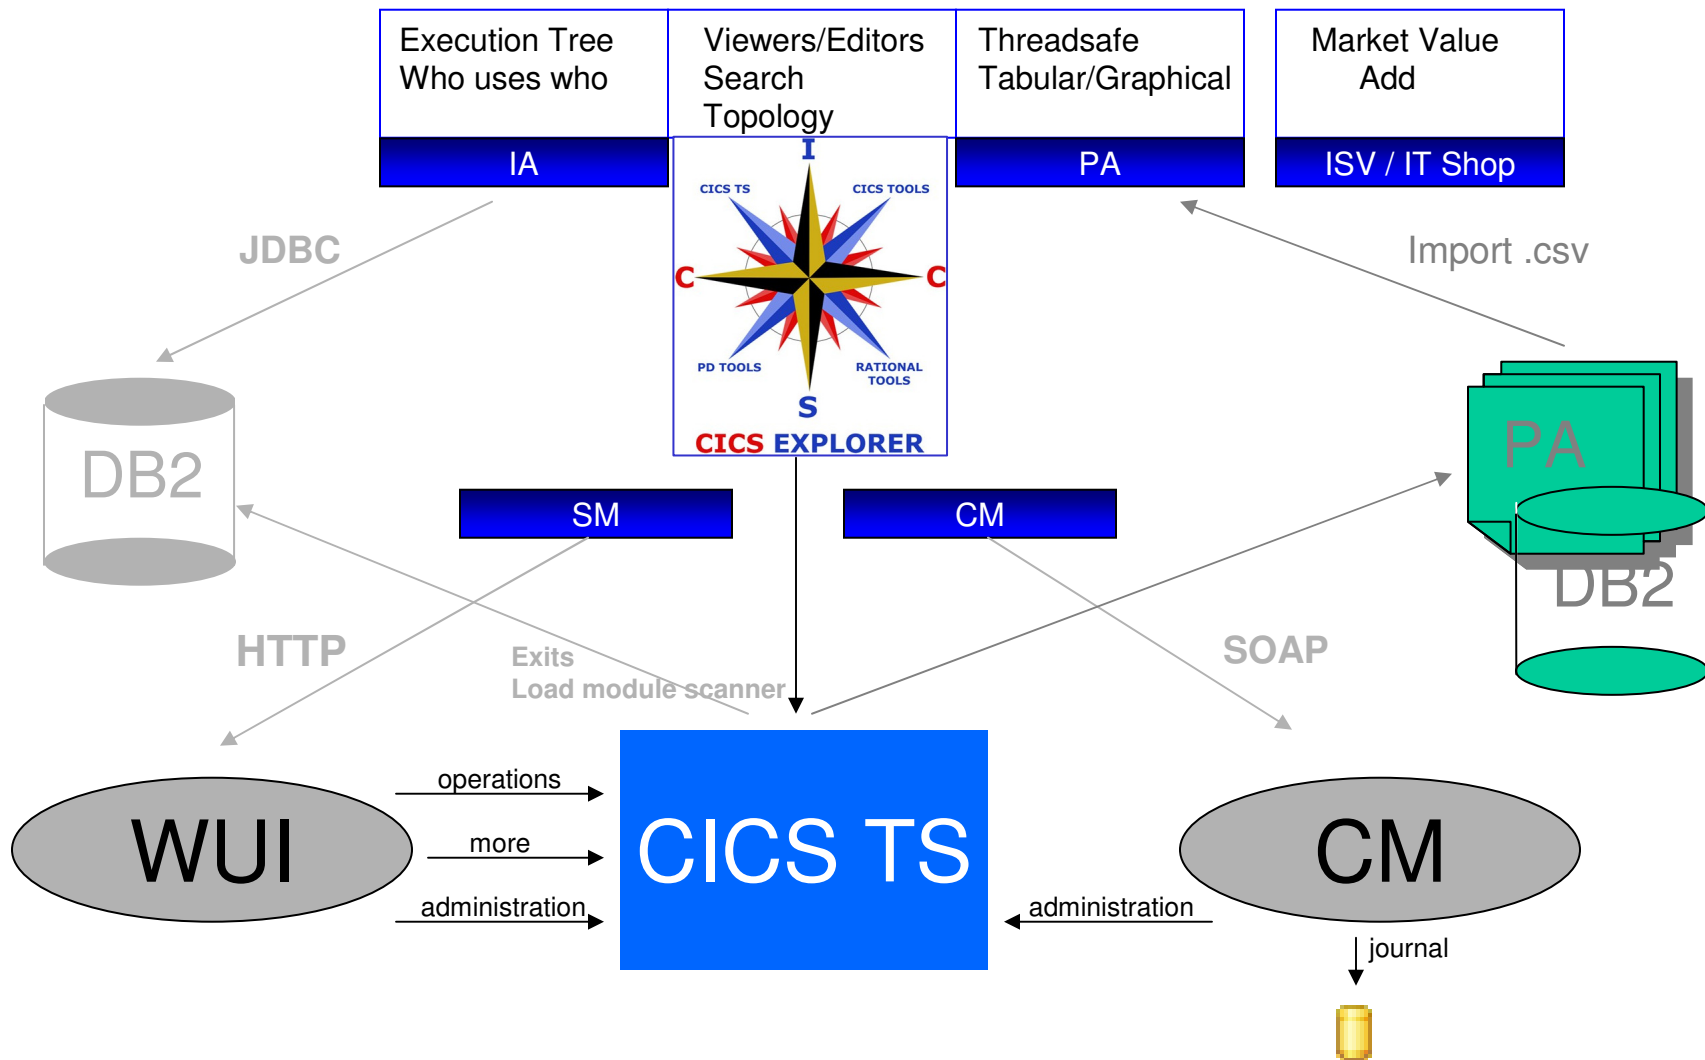 Execution Tree
Who uses who
Viewers/Editors
Search
Topology
Threadsafe
Tabular/Graphical
Market Value
Add
IA
PA
ISV / IT Shop
I
CICS TS
CICS TOOLS
C
C
PD TOOLS
RATIONAL
TOOLS
S
CICS EXPLORER
JDBC
Import .csv
DB2
PA
DB2
SM
CM
HTTP
Exits
Load module scanner
SOAP
WUI
operations
more
administration
CICS TS
administration
CM
journal